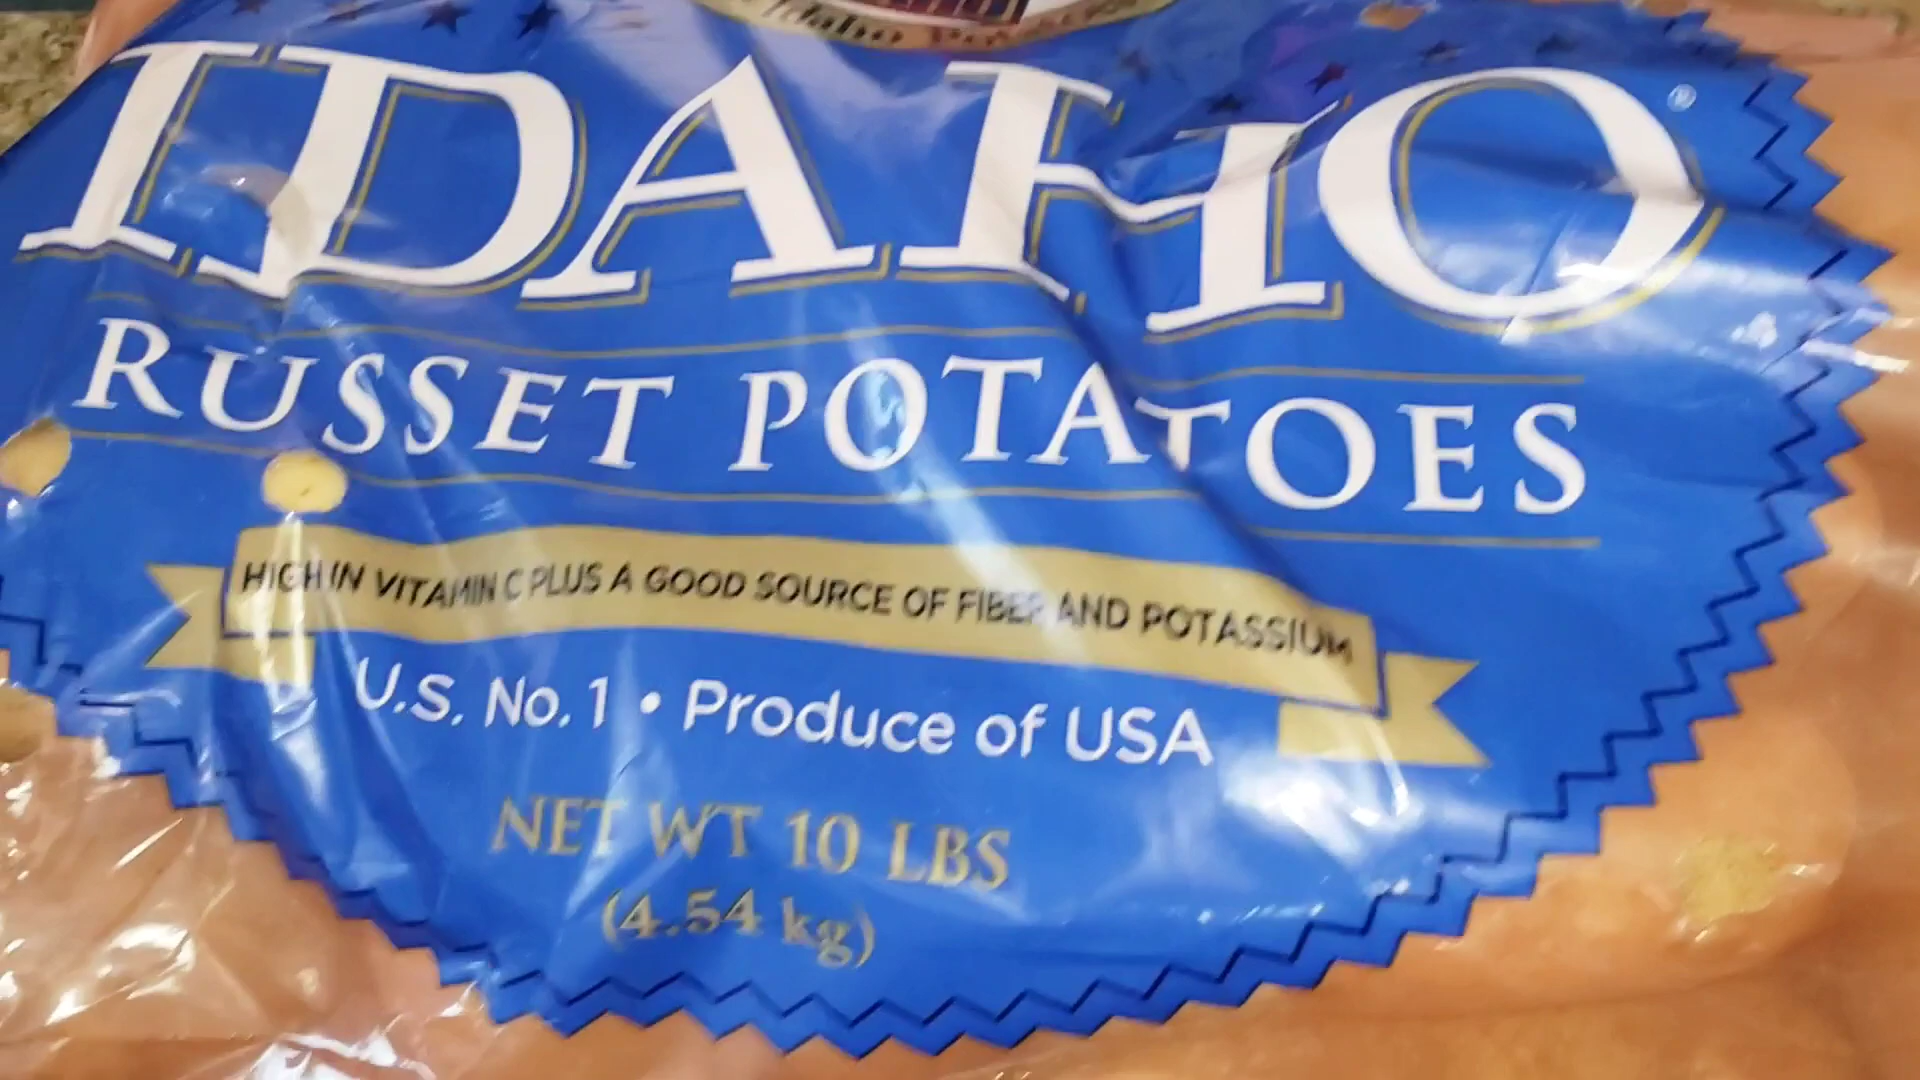 IDAHO®
RUSSET POTATOES
HIGH IN VITAMIN C PLUS A GOOD SOURCE OF FIBER AND POTASSIUM
U.S. No. 1 • Produce of USA
NET WT 10 LBS
(4.54 kg)